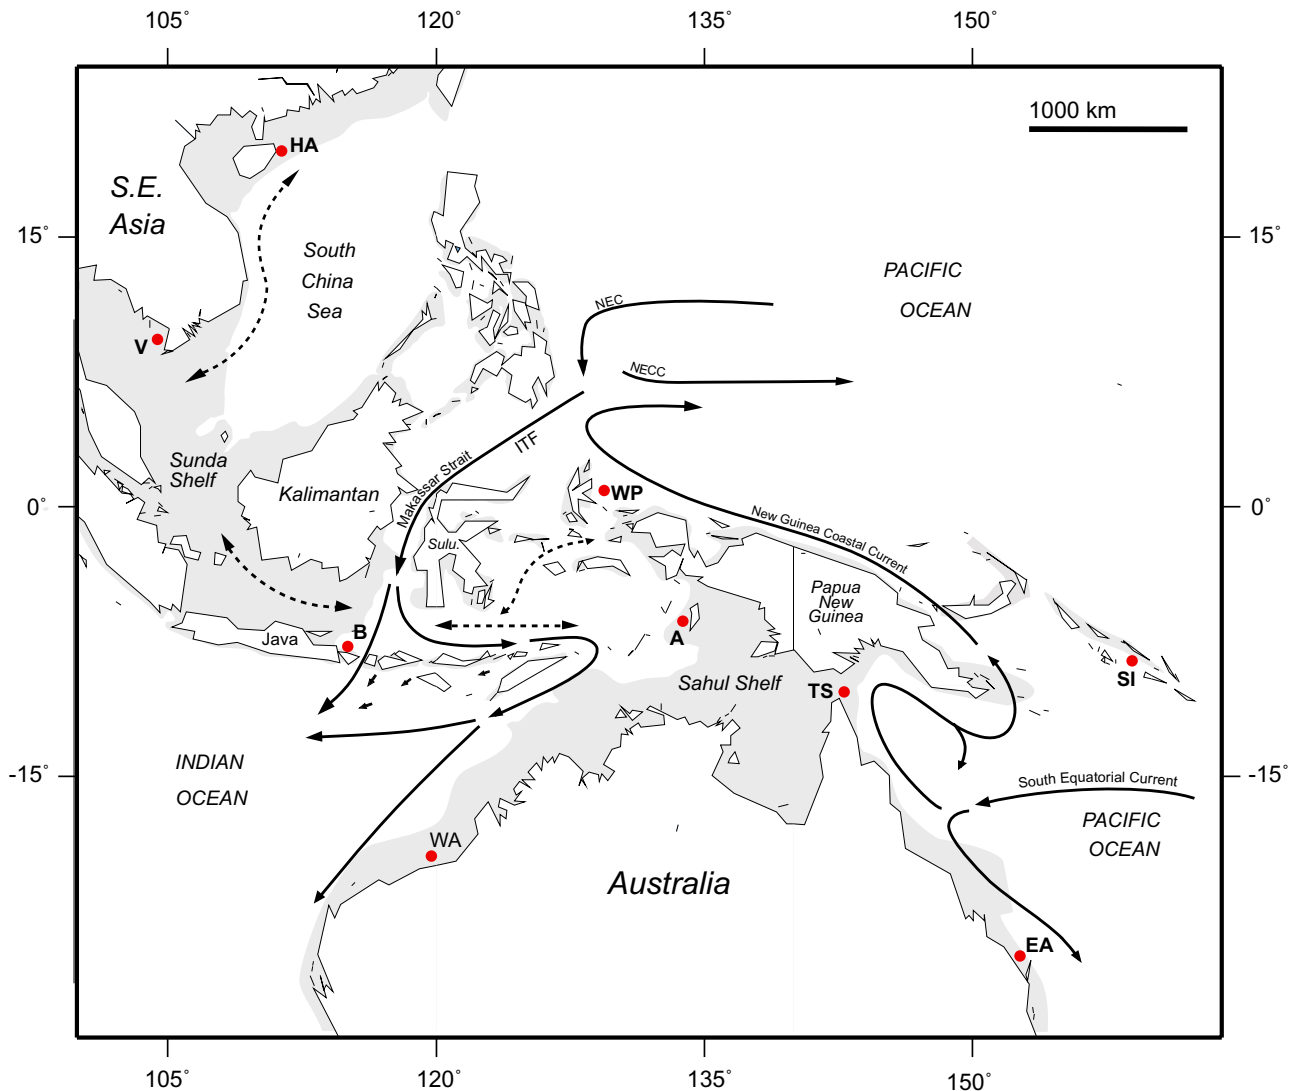 105˚
120˚
135˚
150˚
1000 km
HA
S.E.
Asia
15˚
15˚
South
China
Sea
PACIFIC
OCEAN
NEC
V
NECC
ITF
Makassar Strait
Sunda
Shelf
Kalimantan
WP
0˚
0˚
New Guinea Coastal Current
Sulu.
Papua
New
Guinea
B
Java
A
Sahul Shelf
TS
SI
INDIAN
OCEAN
-15˚
-15˚
South Equatorial Current
PACIFIC
OCEAN
WA
Australia
EA
105˚
120˚
135˚
150˚